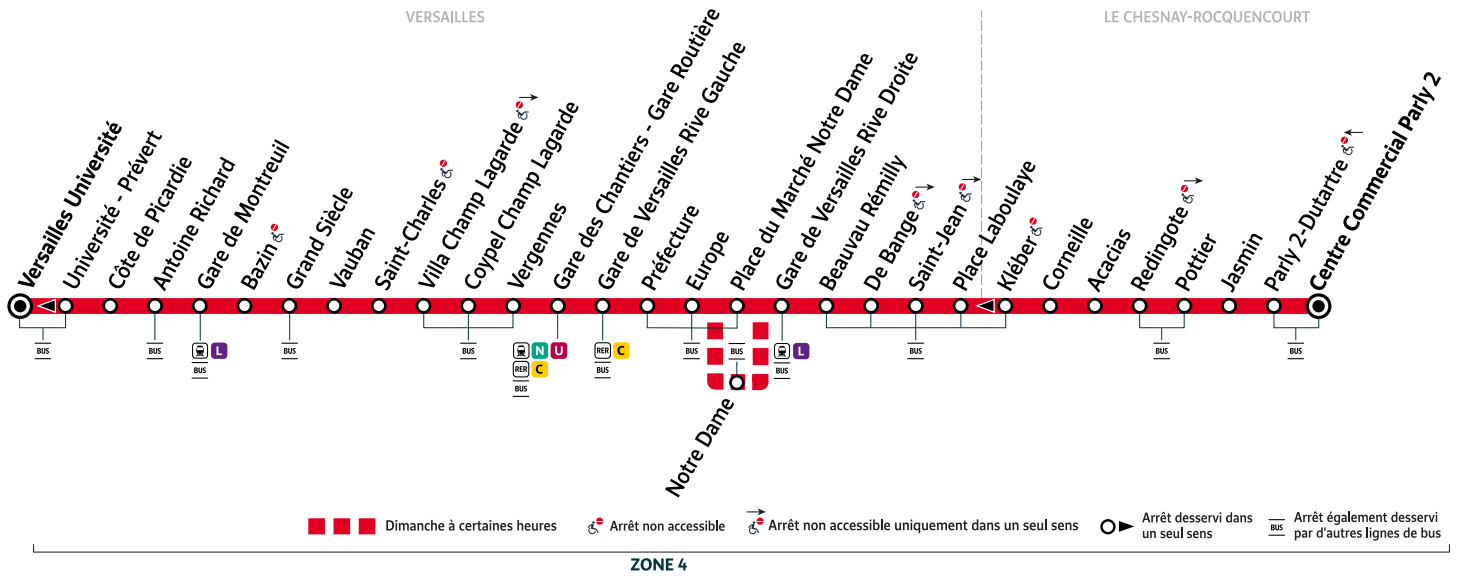 VERSAILLES
LE CHESNAY-ROCQUENCOURT
Versailles Université
Université - Prévert
Côte de Picardie
Antoine Richard
Gare de Montreuil
Bazin
Grand Siècle
Vauban
Saint-Charles
Villa Champ Lagarde
Coypel Champ Lagarde
Vergennes
Gare des Chantiers - Gare Routière
Gare de Versailles Rive Gauche
Préfecture
Europe
Place du Marché Notre Dame
Gare de Versailles Rive Droite
Beauvau Rémilly
De Bange
Saint-Jean
Place Laboulaye
Kléber
Corneille
Acacias
Redingote
Pottier
Jasmin
Parly 2-Dutartre
Centre Commercial Parly 2
BUS
BUS
L
BUS
BUS
BUS
N U
RER C
BUS
RER C
BUS
BUS
BUS
L
BUS
BUS
BUS
BUS
Notre Dame
Dimanche à certaines heures
Arrêt non accessible
Arrêt non accessible uniquement dans un seul sens
Arrêt desservi dans
un seul sens
BUS
Arrêt également desservi
par d'autres lignes de bus
ZONE 4